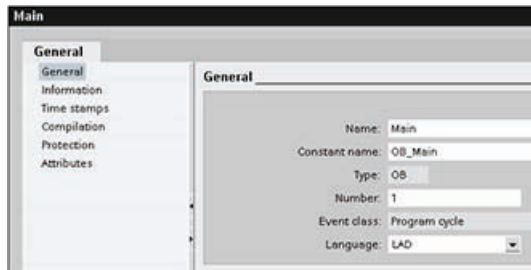 Main
General
General
Information
Time stamps
Compilation
Protection
Attributes
General
Name: Main
Constant name: OB_Main
Type: OB
Number: 1
Event class: Program cycle
Language: LAD